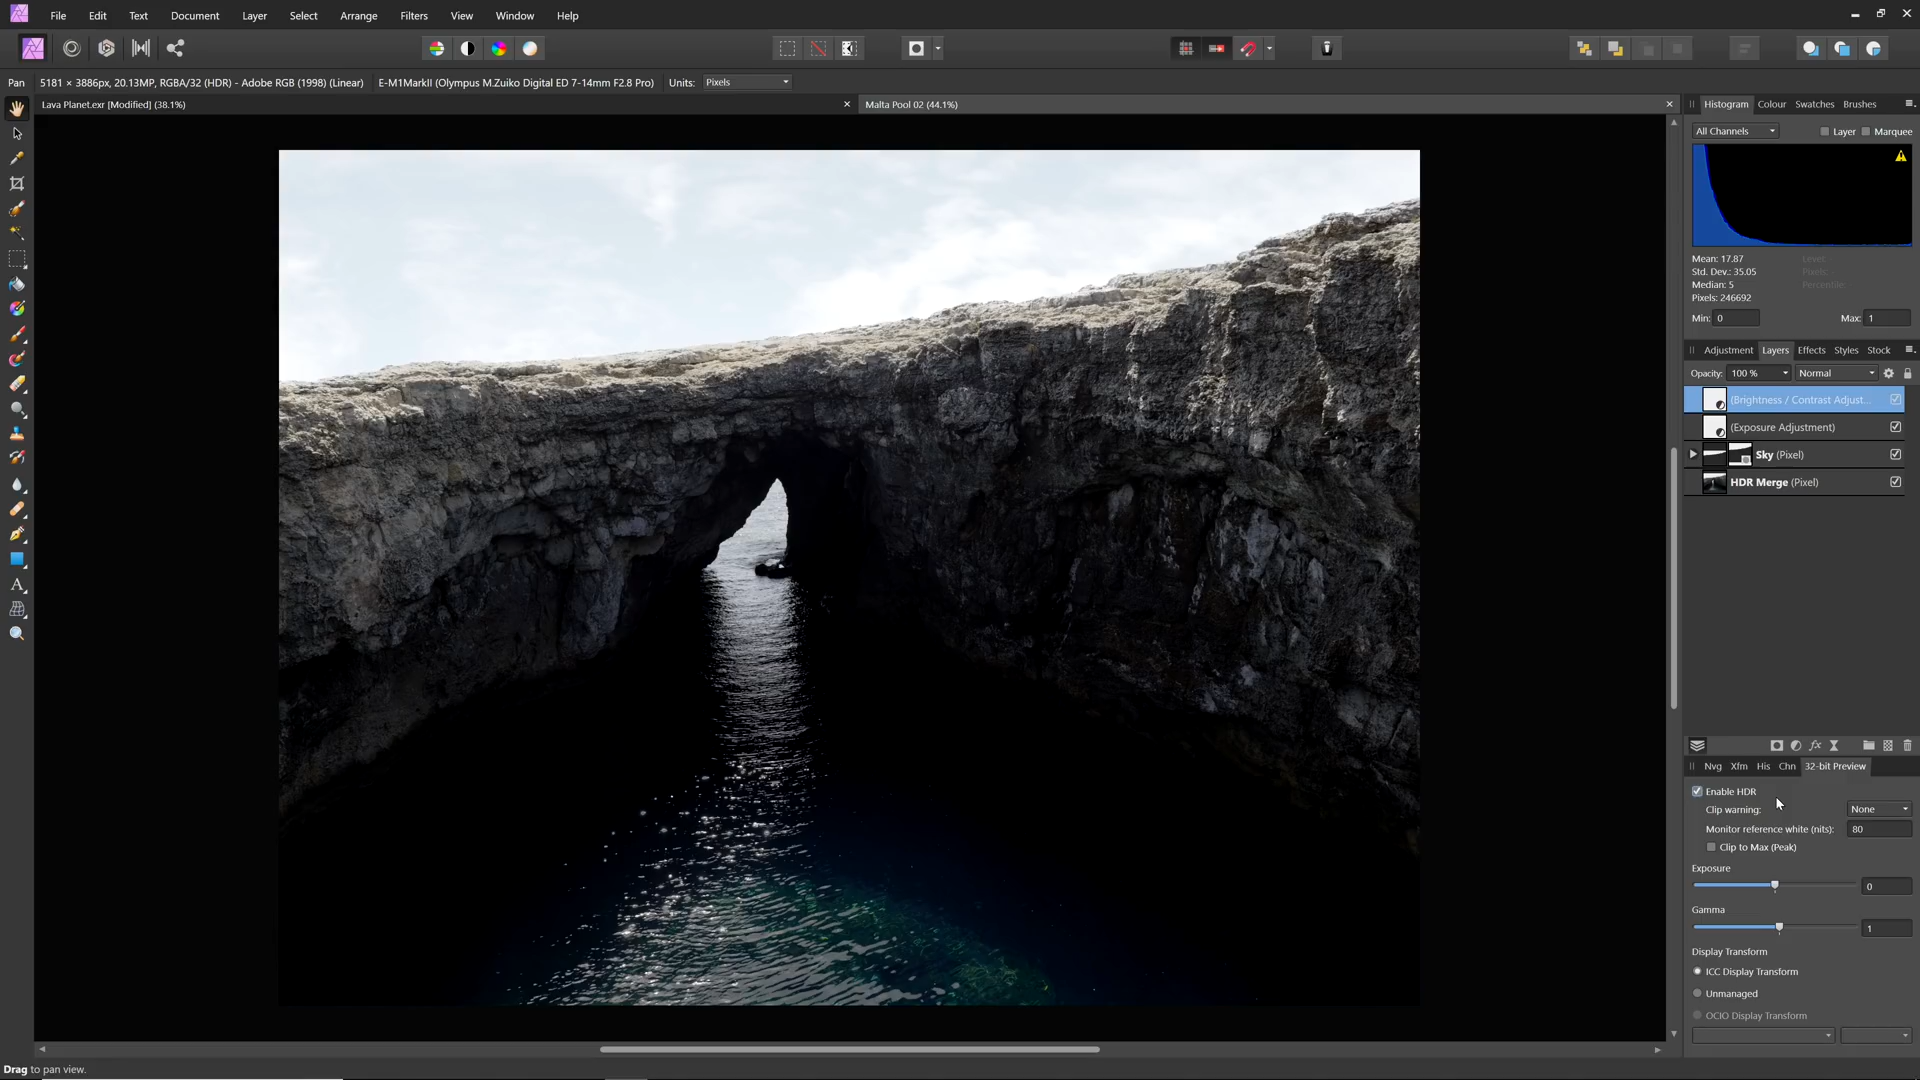 File Edit Text Document Layer Select Arrange Filters View Window Help
Pan 5181 × 3886px, 20.13MP, RGBA/32 (HDR) - Adobe RGB (1998) (Linear) E-M1MarkII (Olympus M.Zuiko Digital ED 7-14mm F2.8 Pro) Units: Pixels
Lava Planet.exr [Modified] (38.1%) Malta Pool 02 (44.1%)
Histogram Colour Swatches Brushes
All Channels Layer Marquee
Mean: 17.87 Level:
Std. Dev.: 35.05 Pixels: -
Median: 5 Percentile:
Pixels: 246692
Min: 0 Max: 1
Adjustment Layers Effects Styles Stock
Opacity: 100 % Normal
(Brightness / Contrast Adjust...
(Exposure Adjustment)
Sky (Pixel)
HDR Merge (Pixel)
fx
Nvg Xfm His Chn 32-bit Preview
Enable HDR
Clip warning: None
Monitor reference white (nits): 80
Clip to Max (Peak)
Exposure
0
Gamma
1
Display Transform
ICC Display Transform
Unmanaged
OCIO Display Transform
Drag to pan view.